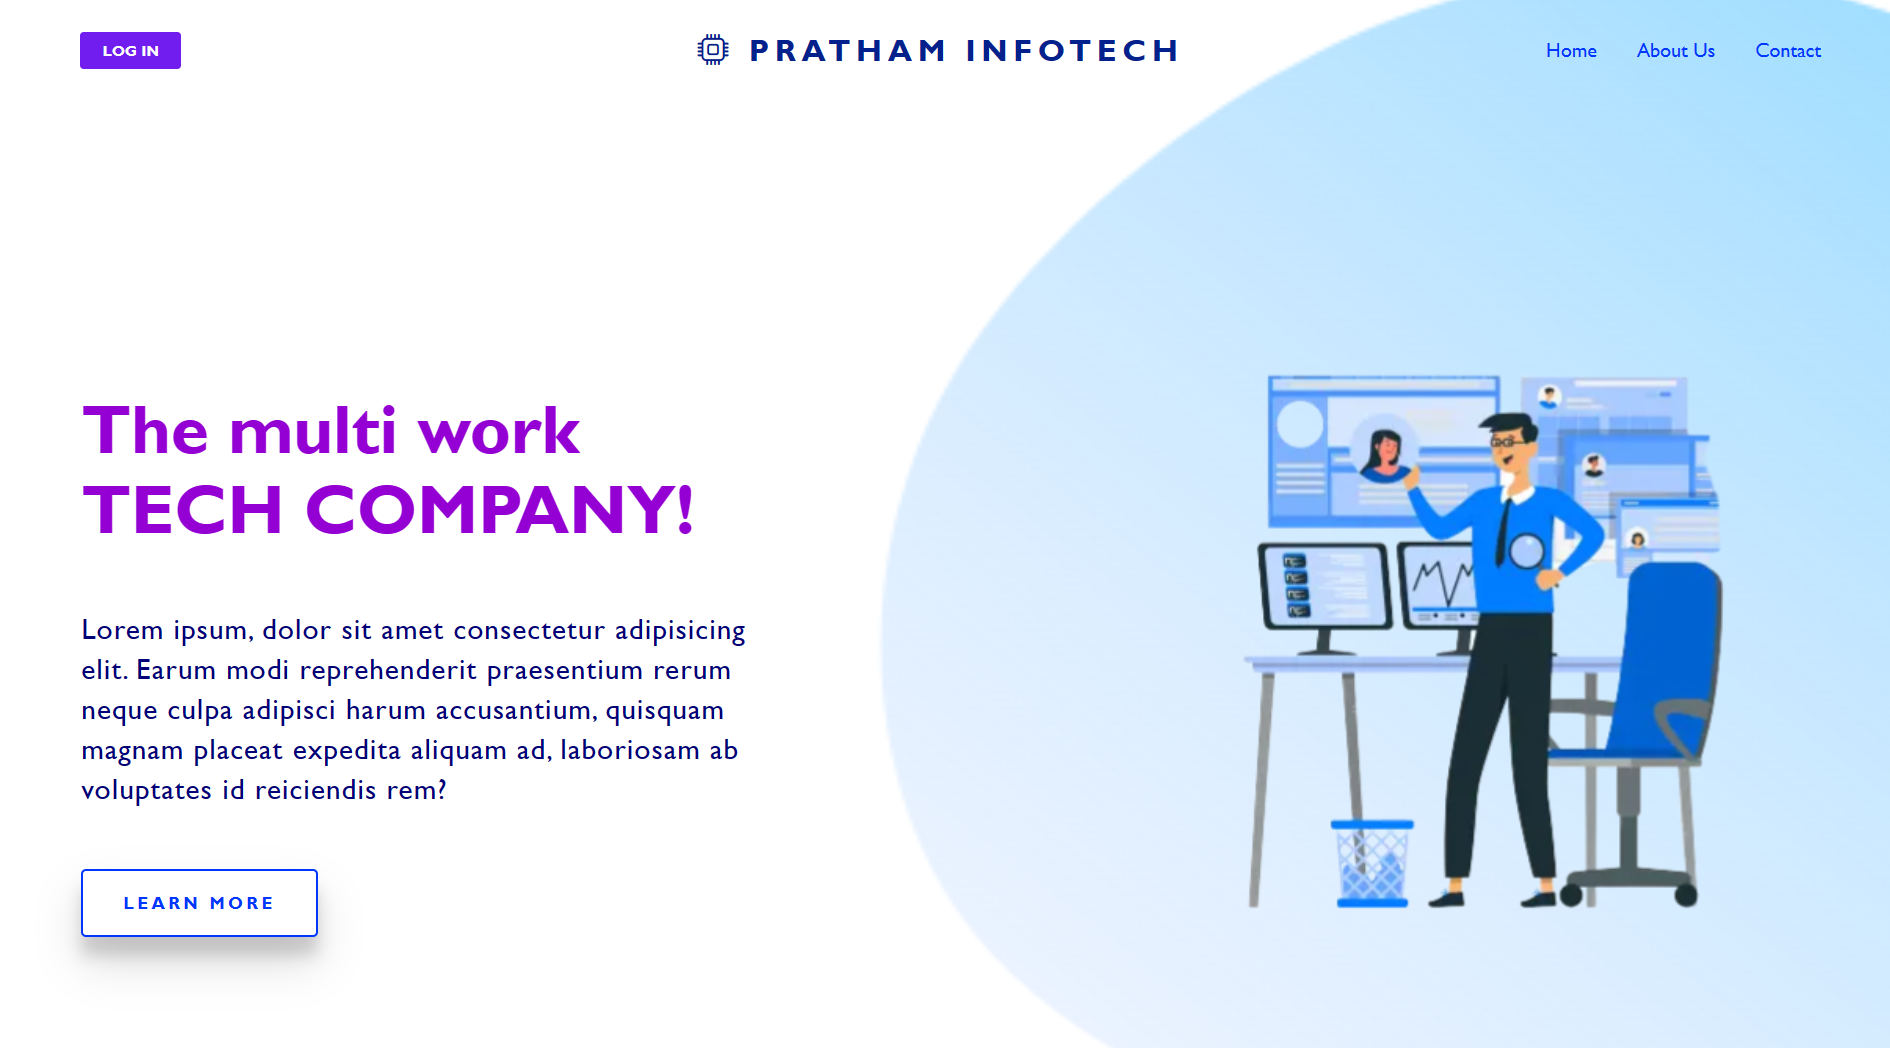 LOG IN
PRATHAM INFOTECH
Home
About Us
Contact
The multi work
TECH COMPANY!
Lorem ipsum, dolor sit amet consectetur adipisicing
elit. Earum modi reprehenderit praesentium rerum
neque culpa adipisci harum accusantium, quisquam
magnam placeat expedita aliquam ad, laboriosam ab
voluptates id reiciendis rem?
LEARN MORE